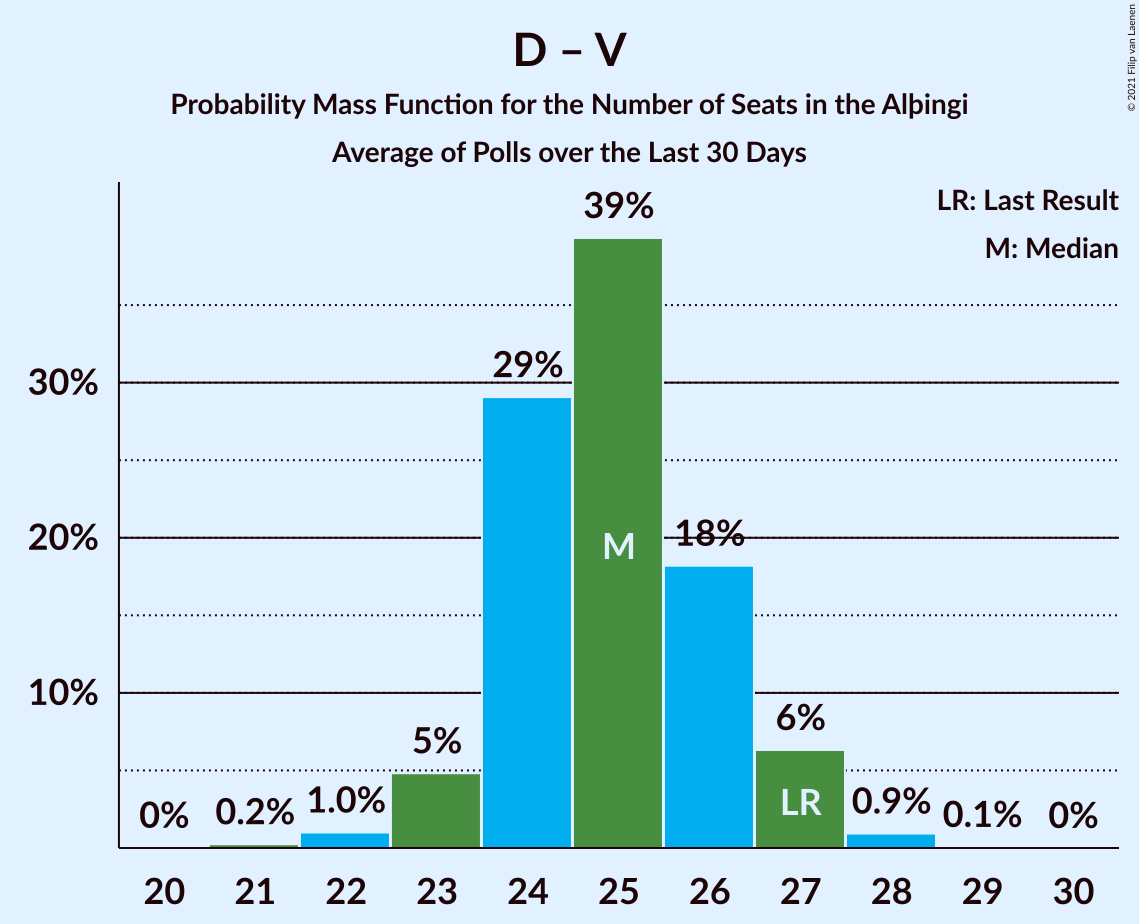 D – V
Probability Mass Function for the Number of Seats in the Alþingi
Average of Polls over the Last 30 Days
© 2021 Filip van Laenen
LR: Last Result
M: Median
39%
29%
30%
18%
20%
M
10%
6%
5%
LR
0%
0.2%
1.0%
0.9%
0.1%
0%
20 21 22 23 24 25 26 27 28 29 30